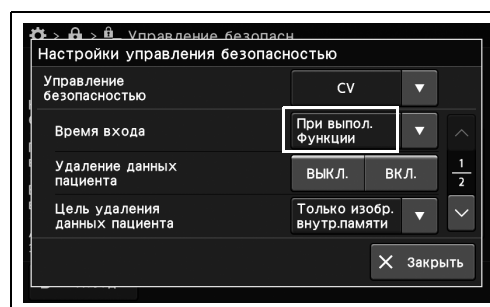 > > Управление безопасн
Настройки управления безопасностью
Управление
безопасностью
CV
Время входа
При выпол.
Функции
Удаление данных
пациента
ВЫКЛ.
ВКЛ.
1
2
Цель удаления
данных пациента
Только изобр.
внутр.памяти
Закрыть